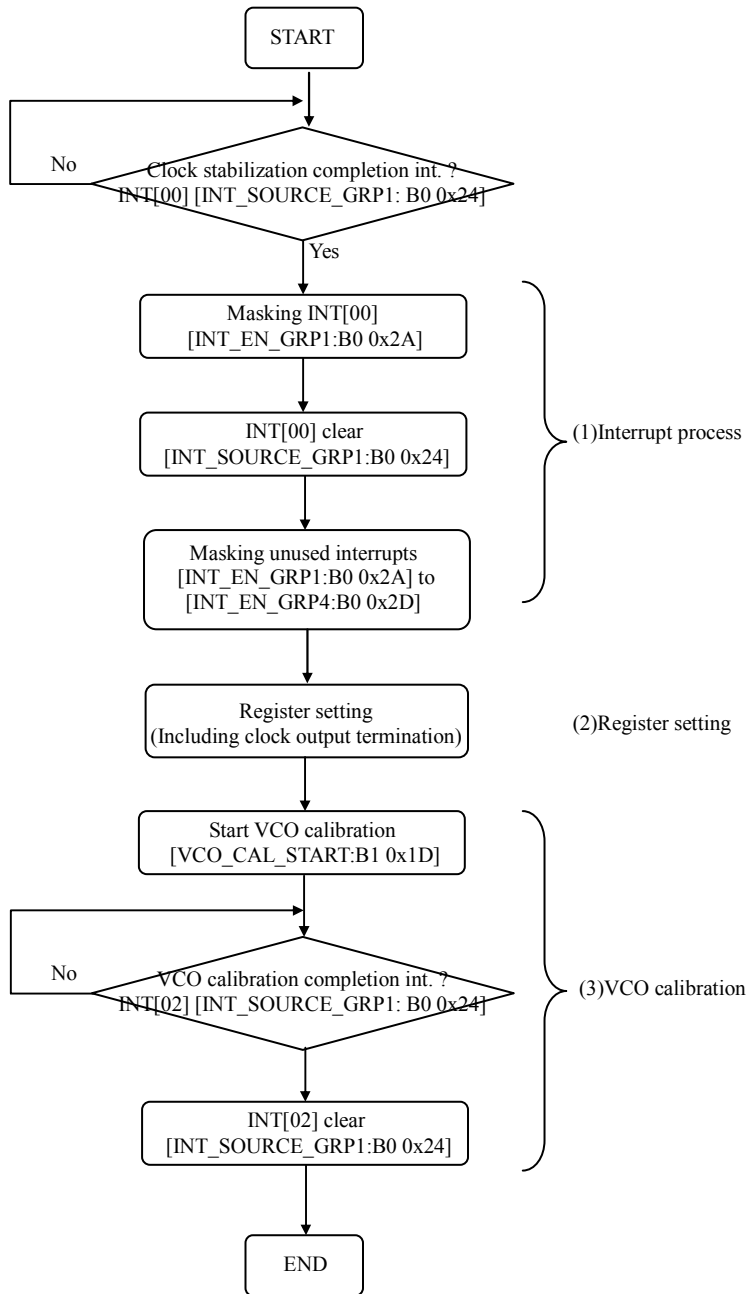 START
No
Clock stabilization completion int. ?
INT[00] [INT_SOURCE_GRP1: B0 0x24]
Yes
Masking INT[00]
[INT_EN_GRP1:B0 0x2A]
(1)Interrupt process
INT[00] clear
[INT_SOURCE_GRP1:B0 0x24]
Masking unused interrupts
[INT_EN_GRP1:B0 0x2A] to
[INT_EN_GRP4:B0 0x2D]
Register setting
(Including clock output termination)
(2)Register setting
Start VCO calibration
[VCO_CAL_START:B1 0x1D]
No
VCO calibration completion int. ?
INT[02] [INT_SOURCE_GRP1: B0 0x24]
(3)VCO calibration
INT[02] clear
[INT_SOURCE_GRP1:B0 0x24]
END